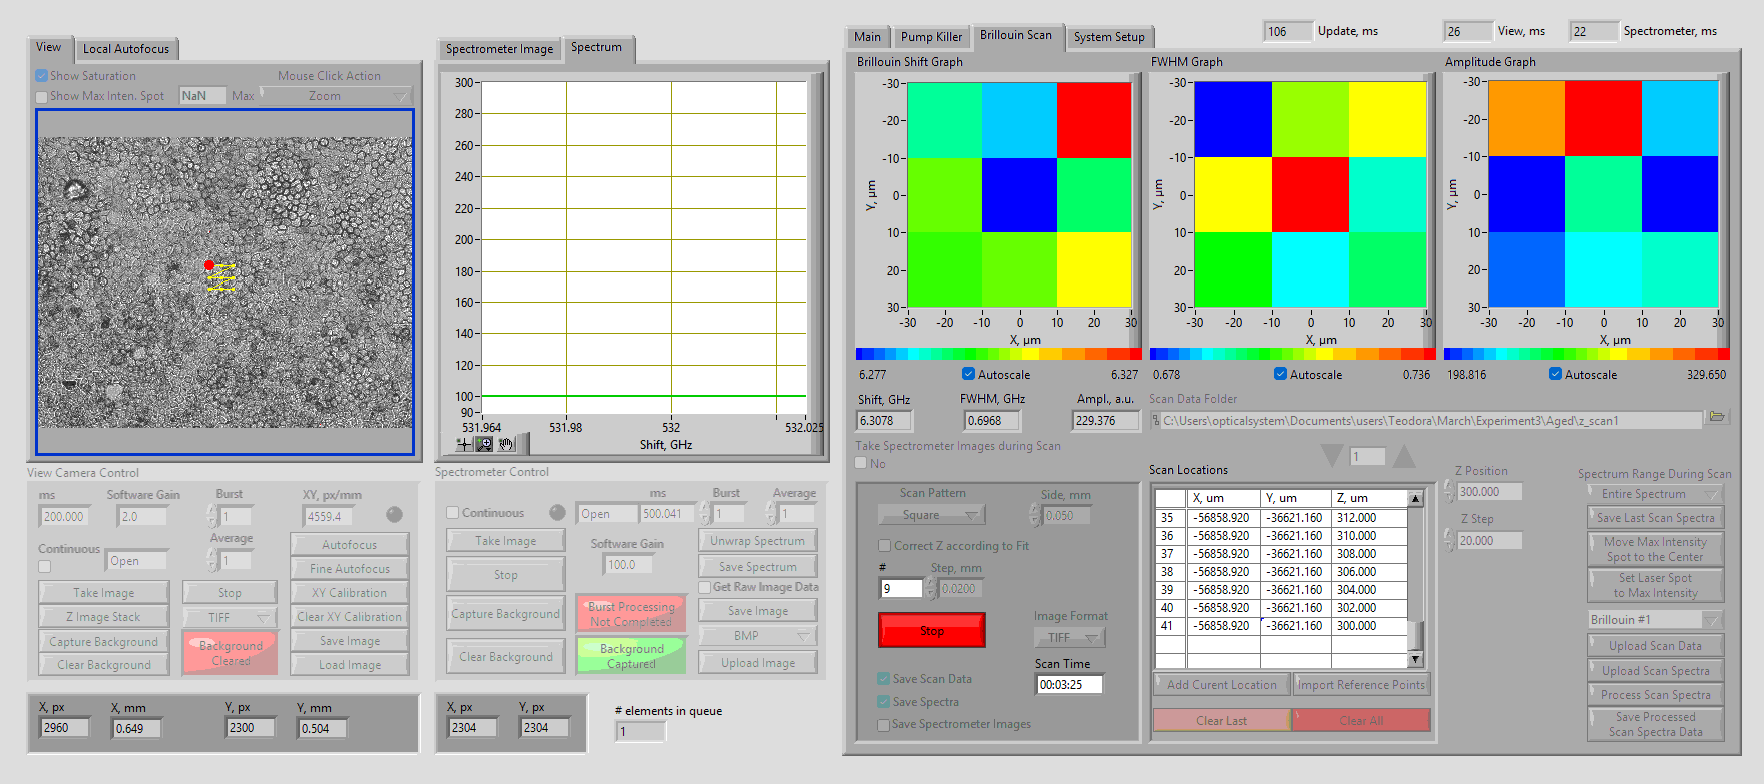 View
Local Autofocus
Show Saturation
Mouse Click Action
Show Max Inten. Spot
NaN
Max
Zoom
Spectrometer Image
Spectrum
300
280
260
240
220
200
180
160
140
120
100
90
531.964
531.98
532
532.025
Shift, GHz
Main
Pump Killer
Brillouin Scan
System Setup
106
Update, ms
26
View, ms
22
Spectrometer, ms
Brillouin Shift Graph
-30
-20
-10
0
10
20
30
Y, µm
-30 -20 -10 0 10 20 30
X, µm
6.277
Autoscale
6.327
FWHM Graph
-30
-20
-10
0
10
20
30
Y, µm
-30 -20 -10 0 10 20 30
X, µm
0.678
Autoscale
0.736
Amplitude Graph
-30
-20
-10
0
10
20
30
Y, µm
-30 -20 -10 0 10 20 30
X, µm
198.816
Autoscale
329.650
Shift, GHz
6.3078
FWHM, GHz
0.6968
Ampl., a.u.
229.376
Scan Data Folder
C:\Users\opticalsystem\Documents\users\Teodora\March\Experiment3\Aged\z_scan1
Take Spectrometer Images during Scan
No
1
View Camera Control
ms
200.000
Software Gain
2.0
Burst
1
XY, px/mm
4559.4
Continuous
Open
Average
1
Autofocus
Fine Autofocus
Take Image
Stop
XY Calibration
Z Image Stack
TIFF
Clear XY Calibration
Capture Background
Background
Cleared
Save Image
Clear Background
Load Image
Spectrometer Control
Continuous
Open
ms
500.041
Burst
1
Average
1
Take Image
Software Gain
100.0
Unwrap Spectrum
Stop
Save Spectrum
Get Raw Image Data
Capture Background
Burst Processing
Not Completed
Save Image
BMP
Clear Background
Background
Captured
Upload Image
Scan Pattern
Square
Side, mm
0.050
Correct Z according to Fit
#
9
Step, mm
0.0200
Stop
Image Format
TIFF
Scan Time
00:03:25
Save Scan Data
Save Spectra
Save Spectrometer Images
Scan Locations
X, um Y, um Z, um
35 -56858.920 -36621.160 312.000
36 -56858.920 -36621.160 310.000
37 -56858.920 -36621.160 308.000
38 -56858.920 -36621.160 306.000
39 -56858.920 -36621.160 304.000
40 -56858.920 -36621.160 302.000
41 -56858.920 -36621.160 300.000
Add Curent Location
Import Reference Points
Clear Last
Clear All
Z Position
300.000
Z Step
20.000
Spectrum Range During Scan
Entire Spectrum
Save Last Scan Spectra
Move Max Intensity
Spot to the Center
Set Laser Spot
to Max Intensity
Brillouin #1
Upload Scan Data
Upload Scan Spectra
Process Scan Spectra
Save Processed
Scan Spectra Data
X, px
2960
X, mm
0.649
Y, px
2300
Y, mm
0.504
X, px
2304
Y, px
2304
# elements in queue
1